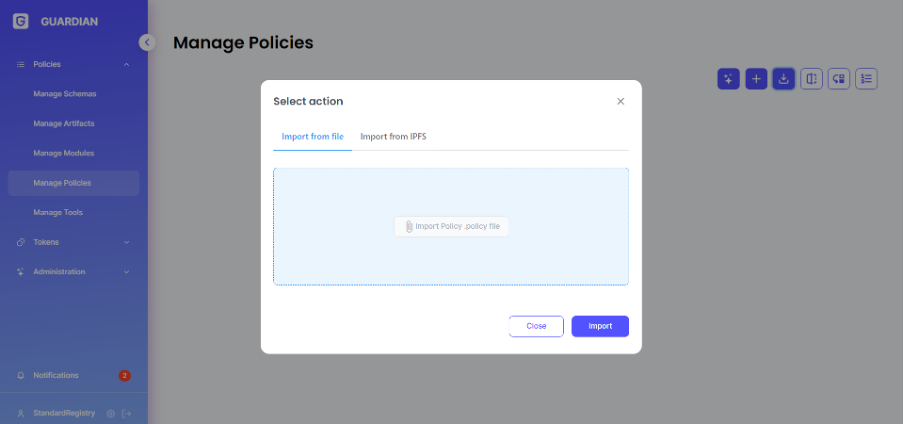 GUARDIAN
Policies
Manage Schemas
Manage Artifacts
Manage Modules
Manage Policies
Manage Tools
Tokens
Administration
Notifications 2
StandardRegistry
Manage Policies
Select action
Import from file Import from IPFS
Import Policy .policy file
Close Import